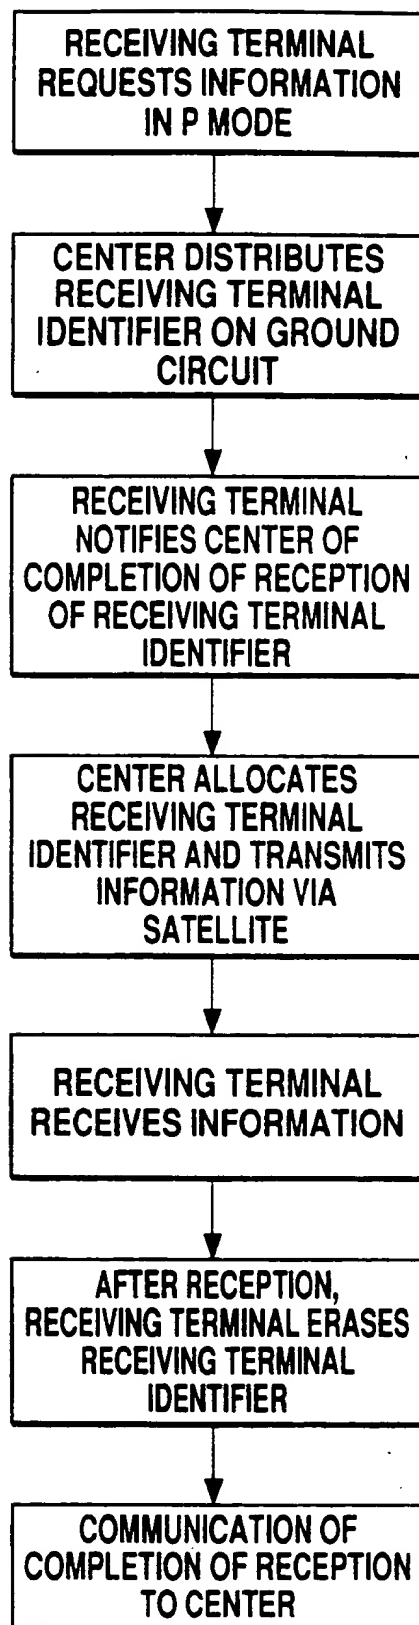 RECEIVING TERMINAL
REQUESTS INFORMATION
IN P MODE
CENTER DISTRIBUTES
RECEIVING TERMINAL
IDENTIFIER ON GROUND
CIRCUIT
RECEIVING TERMINAL
NOTIFIES CENTER OF
COMPLETION OF RECEPTION
OF RECEIVING TERMINAL
IDENTIFIER
CENTER ALLOCATES
RECEIVING TERMINAL
IDENTIFIER AND TRANSMITS
INFORMATION VIA
SATELLITE
RECEIVING TERMINAL
RECEIVES INFORMATION
AFTER RECEPTION,
RECEIVING TERMINAL ERASES
RECEIVING TERMINAL
IDENTIFIER
COMMUNICATION OF
COMPLETION OF RECEPTION
TO CENTER